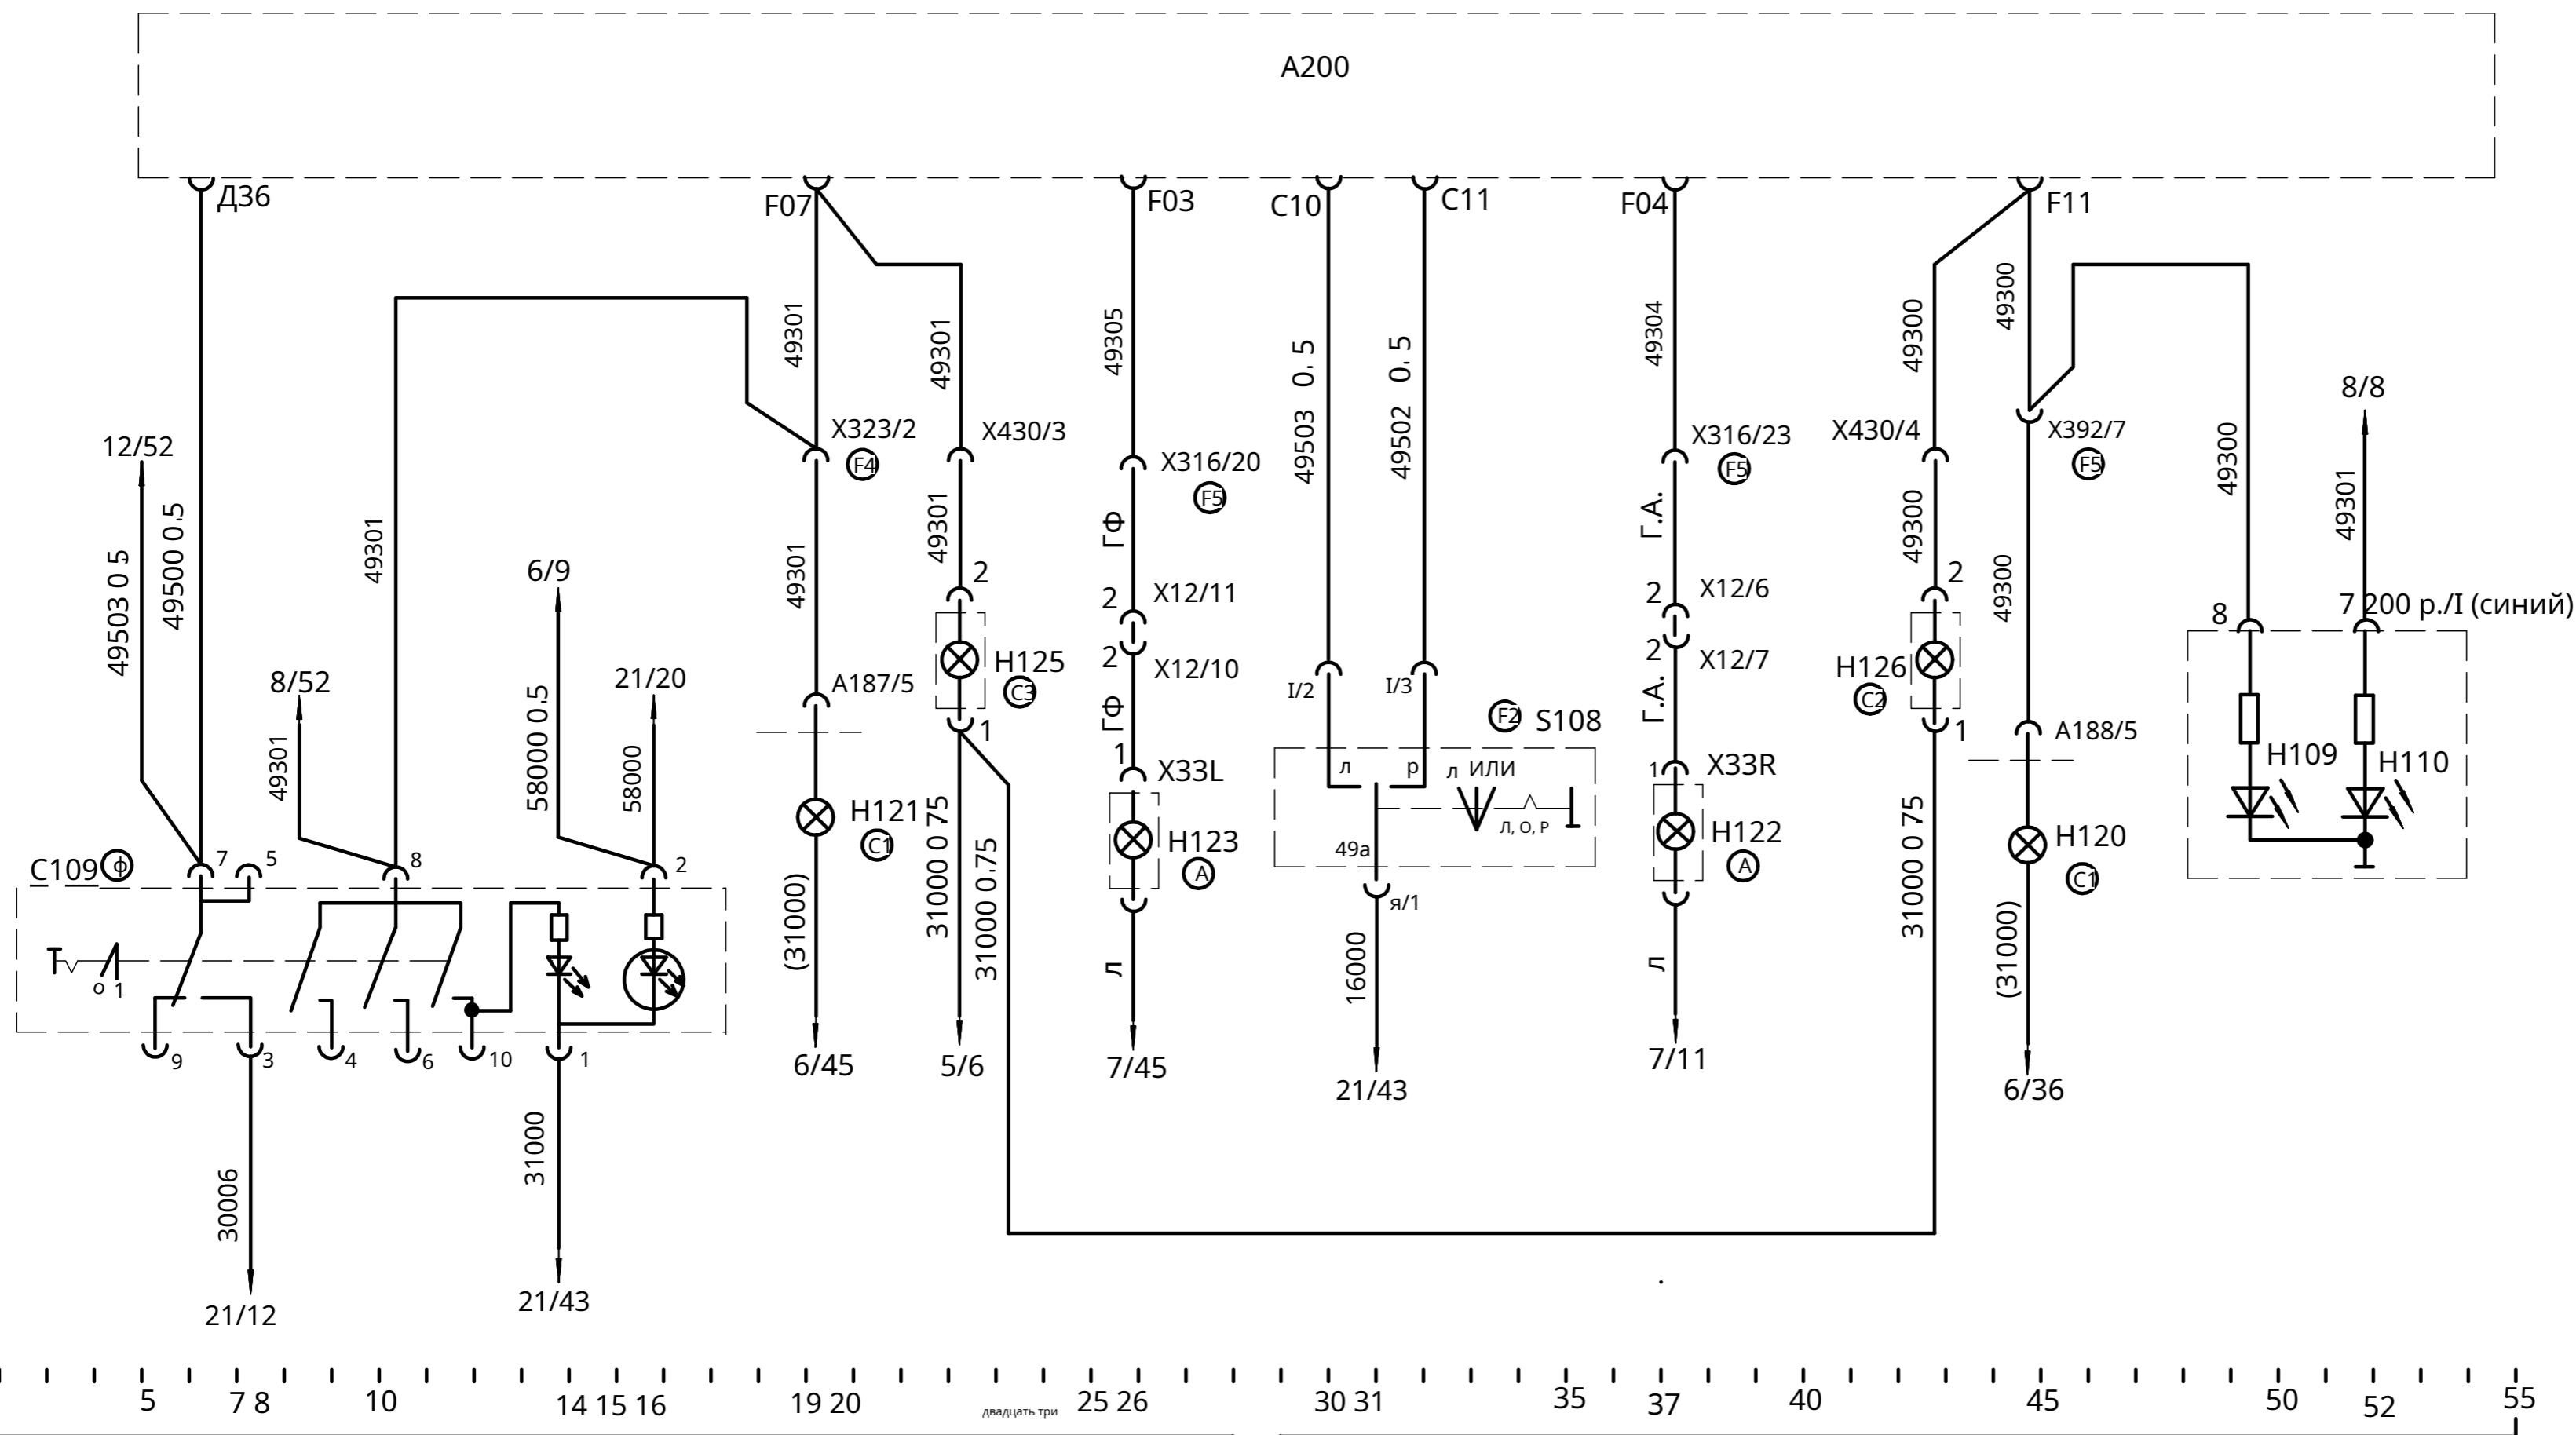 A200
Д36
F07
F03
C10
C11
F04
F11
49301
49301
49305
49503 0.5
49502 0.5
49304
49300
49300
8/8
12/52
X323/2
F4
X430/3
X316/20
F5
X316/23
F5
X430/4
X392/7
F5
49300
49301
49503 0 5
49500 0.5
49301
6/9
49301
49301
2
ГФ
2 X12/11
2 X12/10
ГФ
Г.А.
2 X12/6
2 X12/7
Г.А.
49300
2
49300
8
7 200 р./I (синий)
8/52
49301
58000 0.5
21/20
58000
A187/5
H125
C3
1
1 X33L
I/2
I/3
F2 S108
1 X33R
H126
C2
1
A188/5
H109
H110
л
р
л ИЛИ
Л, О, Р
49а
я/1
C109 ф
7
5
8
2
H121
C1
31000 0 75
31000 0.75
H123
A
H122
A
31000 0 75
H120
C1
о 1
(31000)
л
16000
л
(31000)
9
3
4
6
10
1
6/45
5/6
7/45
21/43
7/11
6/36
30006
31000
21/12
21/43
5
7 8
10
14 15 16
19 20
двадцать три
25 26
30 31
35
37
40
45
50
52
55